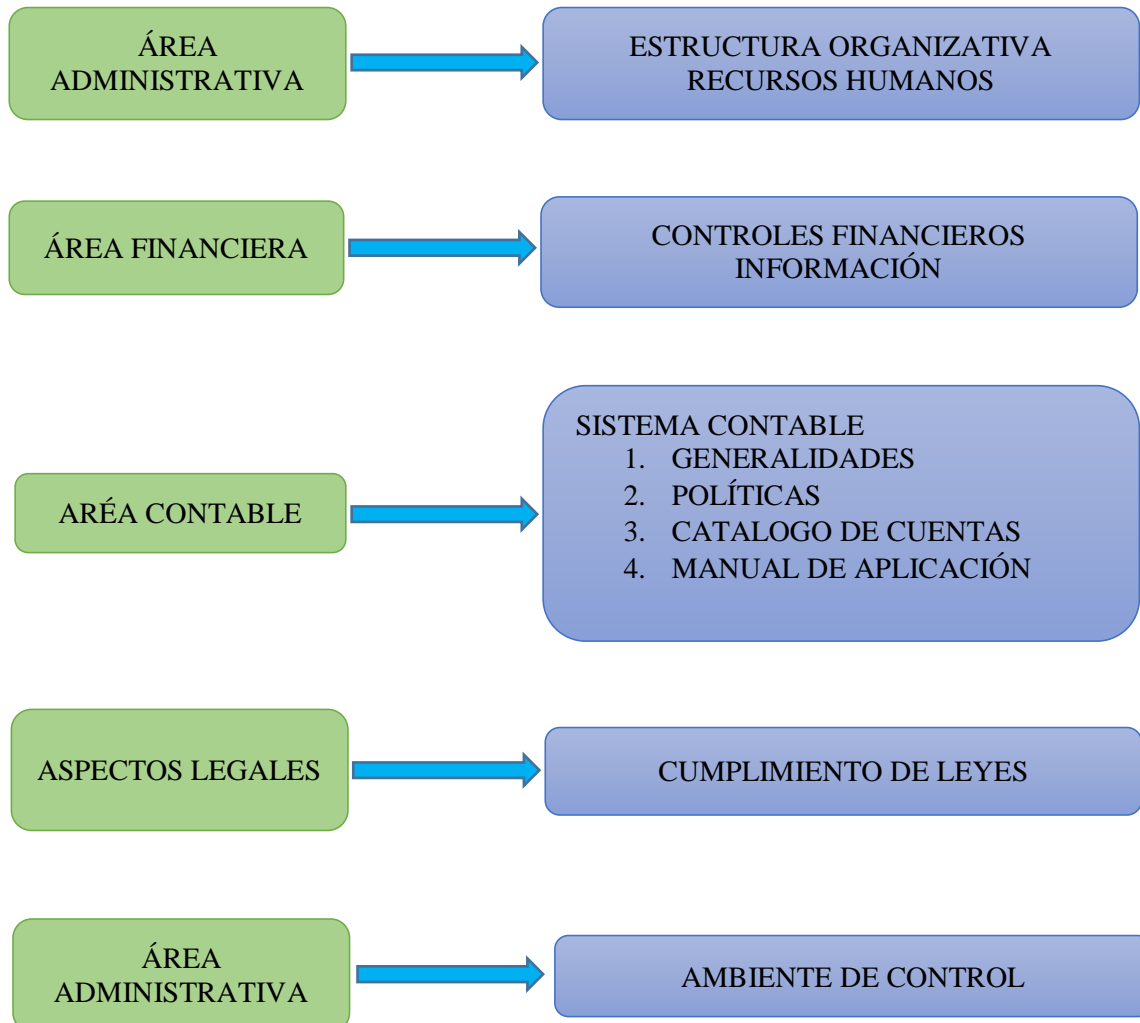 ÁREA
ADMINISTRATIVA
ESTRUCTURA ORGANIZATIVA
RECURSOS HUMANOS
ÁREA FINANCIERA
CONTROLES FINANCIEROS
INFORMACIÓN
ARÉA CONTABLE
SISTEMA CONTABLE
1. GENERALIDADES
2. POLÍTICAS
3. CATALOGO DE CUENTAS
4. MANUAL DE APLICACIÓN
ASPECTOS LEGALES
CUMPLIMIENTO DE LEYES
ÁREA
ADMINISTRATIVA
AMBIENTE DE CONTROL